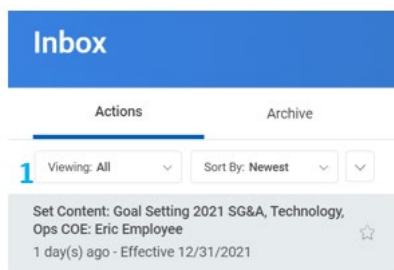 Inbox
Actions Archive
1 Viewing: All Sort By: Newest
Set Content: Goal Setting 2021 SG&A, Technology,
Ops COE: Eric Employee
1 day(s) ago - Effective 12/31/2021